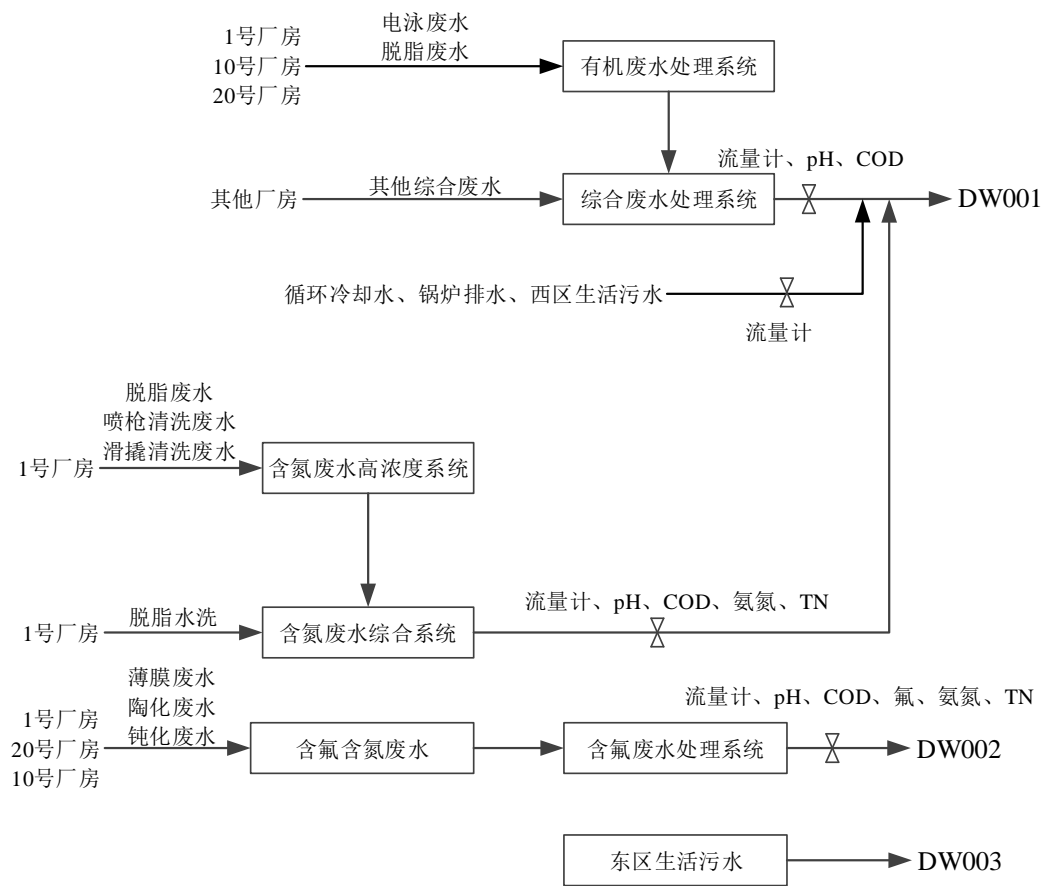 1号厂房
10号厂房
20号厂房
电泳废水
脱脂废水
有机废水处理系统
流量计、pH、COD
其他厂房
其他综合废水
综合废水处理系统
DW001
循环冷却水、锅炉排水、西区生活污水
流量计
脱脂废水
喷枪清洗废水
滑撬清洗废水
1号厂房
含氮废水高浓度系统
流量计、pH、COD、氨氮、TN
1号厂房
脱脂水洗
含氮废水综合系统
薄膜废水
陶化废水
钝化废水
1号厂房
20号厂房
10号厂房
含氟含氮废水
含氟废水处理系统
流量计、pH、COD、氟、氨氮、TN
DW002
东区生活污水
DW003